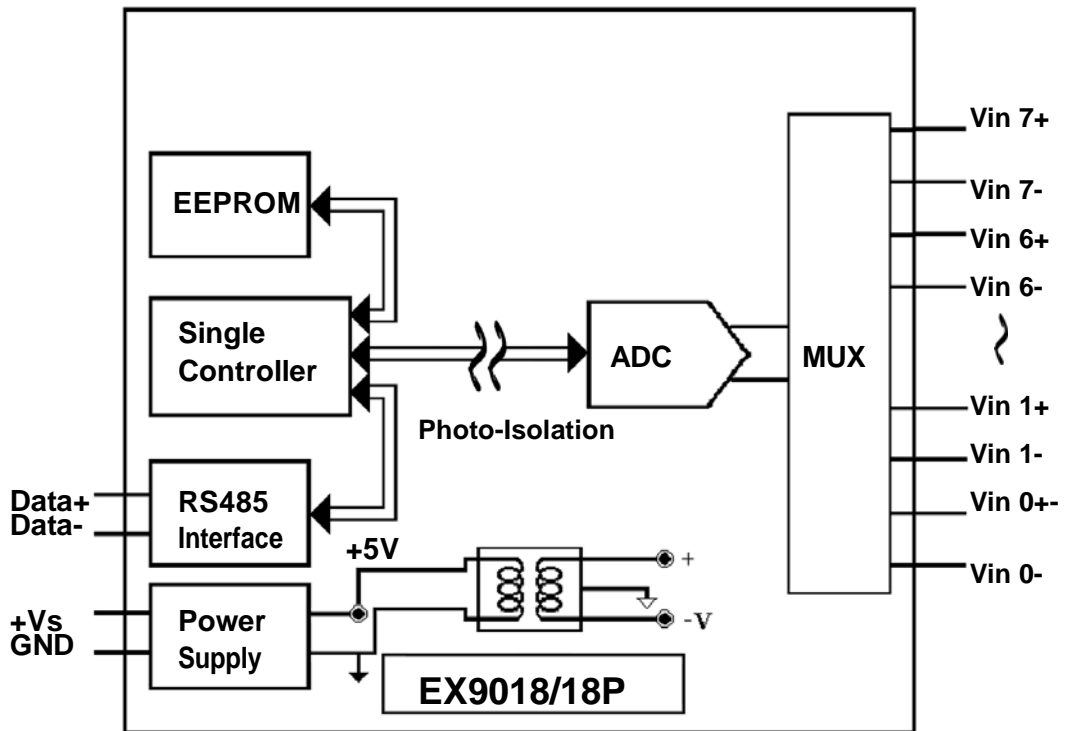 Vin 7+
Vin 7-
EEPROM
Vin 6+
Vin 6-
Single
Controller
ADC
MUX
Photo-Isolation
Vin 1+
Vin 1-
Data+
Data-
RS485
Interface
Vin 0+-
+5V
+
Vin 0-
+Vs
GND
Power
Supply
-V
EX9018/18P